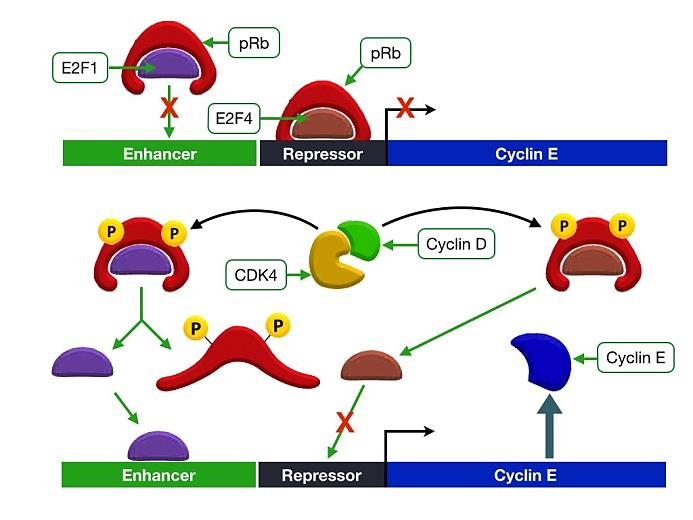 pRb
E2F1
pRb
X
E2F4
X
Enhancer
Repressor
Cyclin E
P
P
P
P
Cyclin D
CDK4
P
P
Cyclin E
X
Enhancer
Repressor
Cyclin E